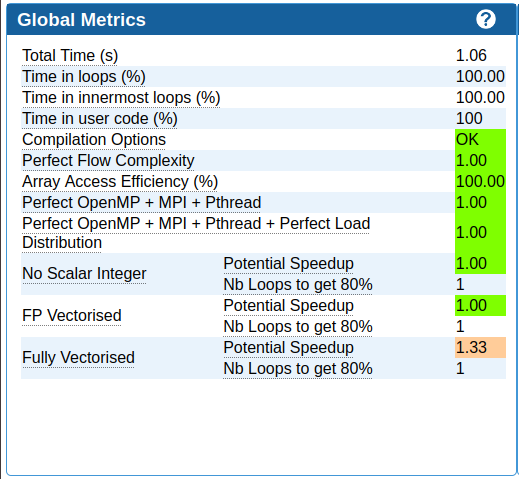 Global Metrics ?
Total Time (s) 1.06
Time in loops (%) 100.00
Time in innermost loops (%) 100.00
Time in user code (%) 100
Compilation Options OK
Perfect Flow Complexity 1.00
Array Access Efficiency (%) 100.00
Perfect OpenMP + MPI + Pthread 1.00
Perfect OpenMP + MPI + Pthread + Perfect Load
Distribution 1.00
No Scalar Integer
Potential Speedup 1.00
Nb Loops to get 80% 1
FP Vectorised
Potential Speedup 1.00
Nb Loops to get 80% 1
Fully Vectorised
Potential Speedup 1.33
Nb Loops to get 80% 1